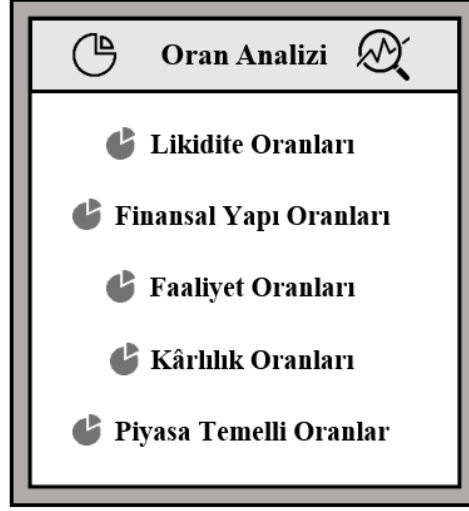 Oran Analizi
Likidite Oranları
Finansal Yapı Oranları
Faaliyet Oranları
Kârlılık Oranları
Piyasa Temelli Oranlar